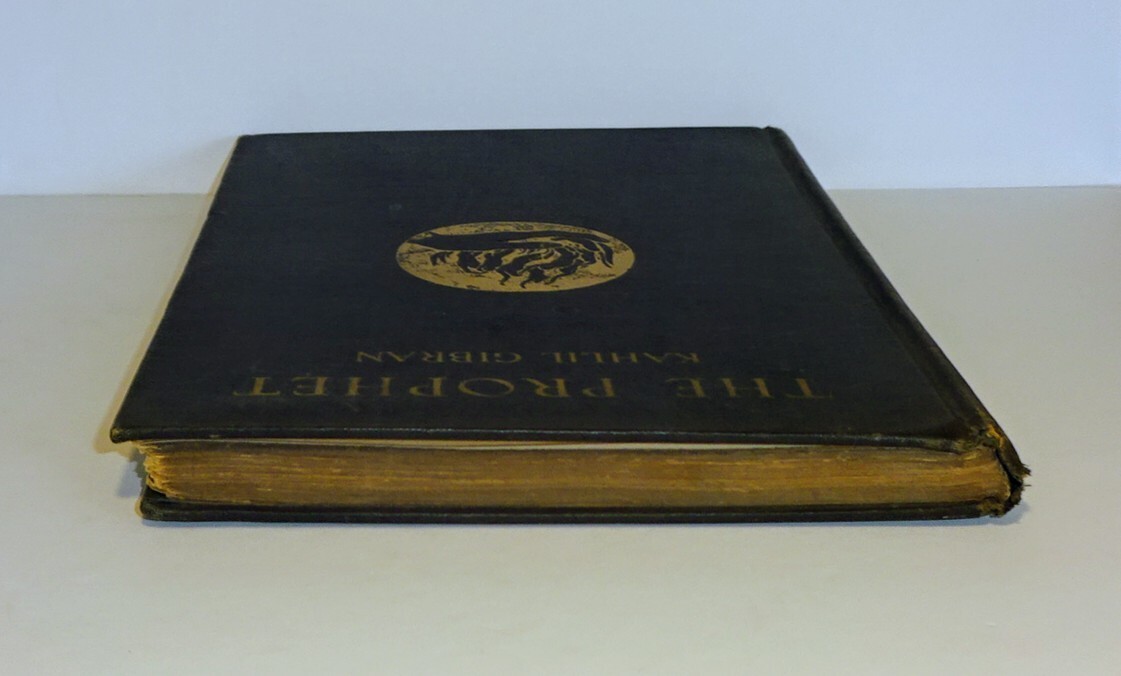 THE PROPHET
KAHLIL GIBRAN